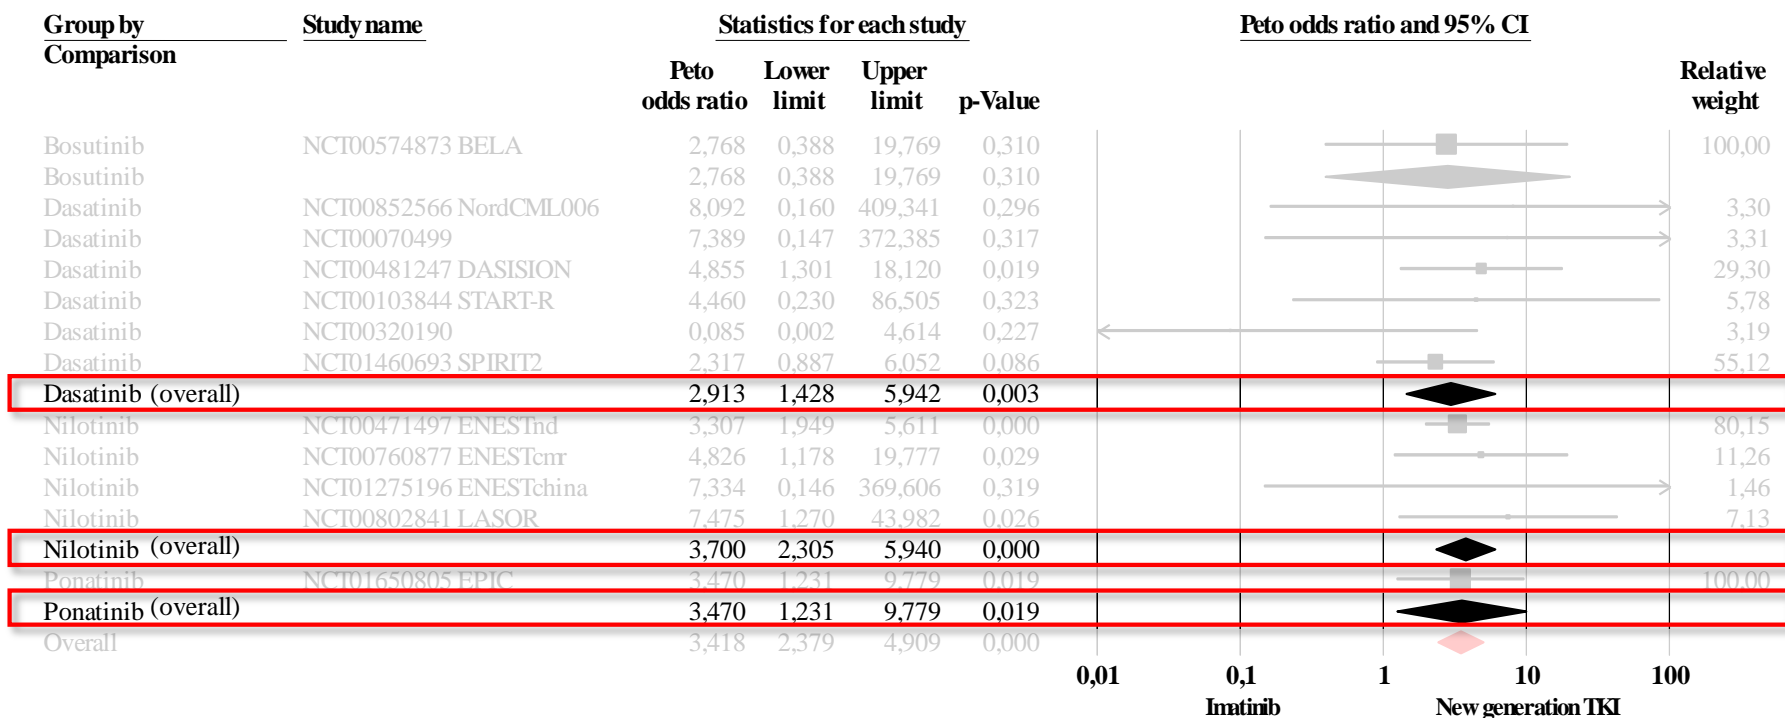 Group by Study name Statistics for each study Peto odds ratio and 95% CI
Comparison
Peto Lower Upper Relative
odds ratio limit limit p-Value weight
Bosutinib NCT00574873 BELA 2,768 0,388 19,769 0,310 100,00
Bosutinib 2,768 0,388 19,769 0,310
Dasatinib NCT00852566 NordCML006 8,092 0,160 409,341 0,296 3,30
Dasatinib NCT00070499 7,389 0,147 372,385 0,317 3,31
Dasatinib NCT00481247 DASISION 4,855 1,301 18,120 0,019 29,30
Dasatinib NCT00103844 START-R 4,460 0,230 86,505 0,323 5,78
Dasatinib NCT00320190 0,085 0,002 4,614 0,227 3,19
Dasatinib NCT01460693 SPIRIT2 2,317 0,887 6,052 0,086 55,12
Dasatinib (overall) 2,913 1,428 5,942 0,003
Nilotinib NCT00471497 ENESTnd 3,307 1,949 5,611 0,000 80,15
Nilotinib NCT00760877 ENESTcmr 4,826 1,178 19,777 0,029 11,26
Nilotinib NCT01275196 ENESTchina 7,334 0,146 369,606 0,319 1,46
Nilotinib NCT00802841 LASOR 7,475 1,270 43,982 0,026 7,13
Nilotinib (overall) 3,700 2,305 5,940 0,000
Ponatinib NCT01650805 EPIC 3,470 1,231 9,779 0,019 100,00
Ponatinib (overall) 3,470 1,231 9,779 0,019
Overall 3,418 2,379 4,909 0,000
0,01 0,1 1 10 100
Imatinib New generation TKI